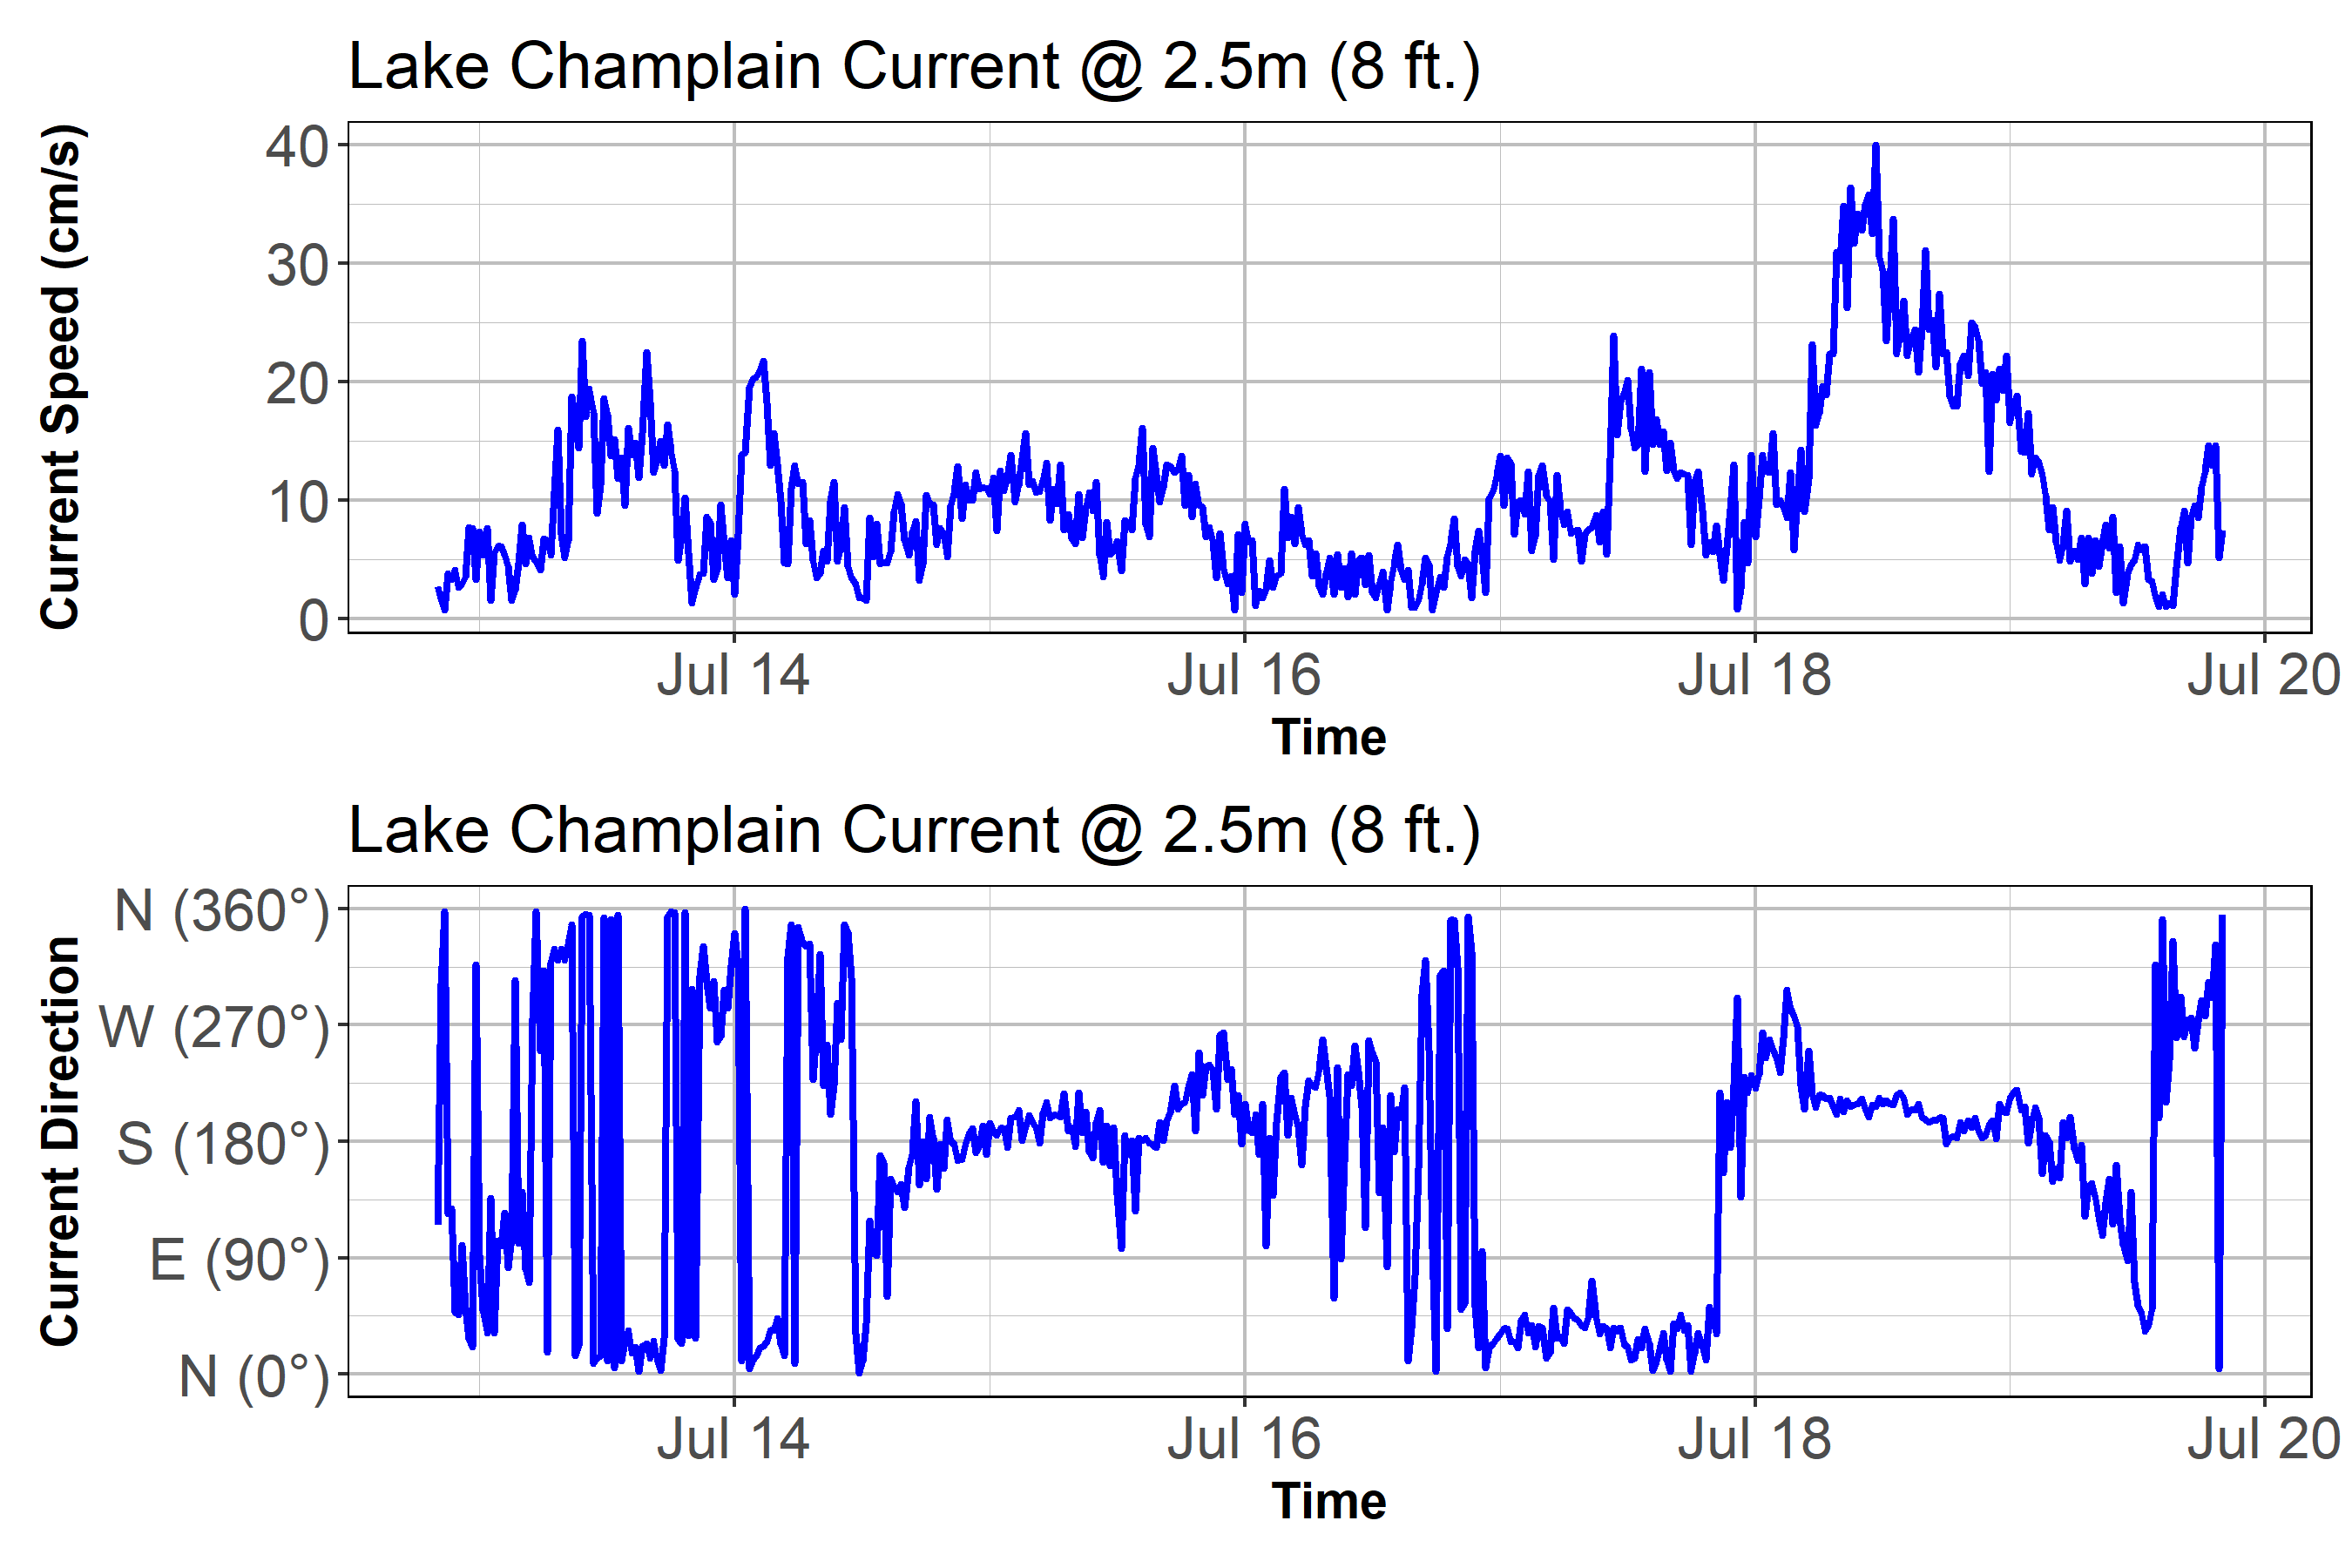 Lake Champlain Current @ 2.5m (8 ft.)
Current Speed (cm/s)
40
30
20
10
0
Jul 14 Jul 16 Jul 18 Jul 20
Time
Lake Champlain Current @ 2.5m (8 ft.)
Current Direction
N (360°)
W (270°)
S (180°)
E (90°)
N (0°)
Jul 14 Jul 16 Jul 18 Jul 20
Time